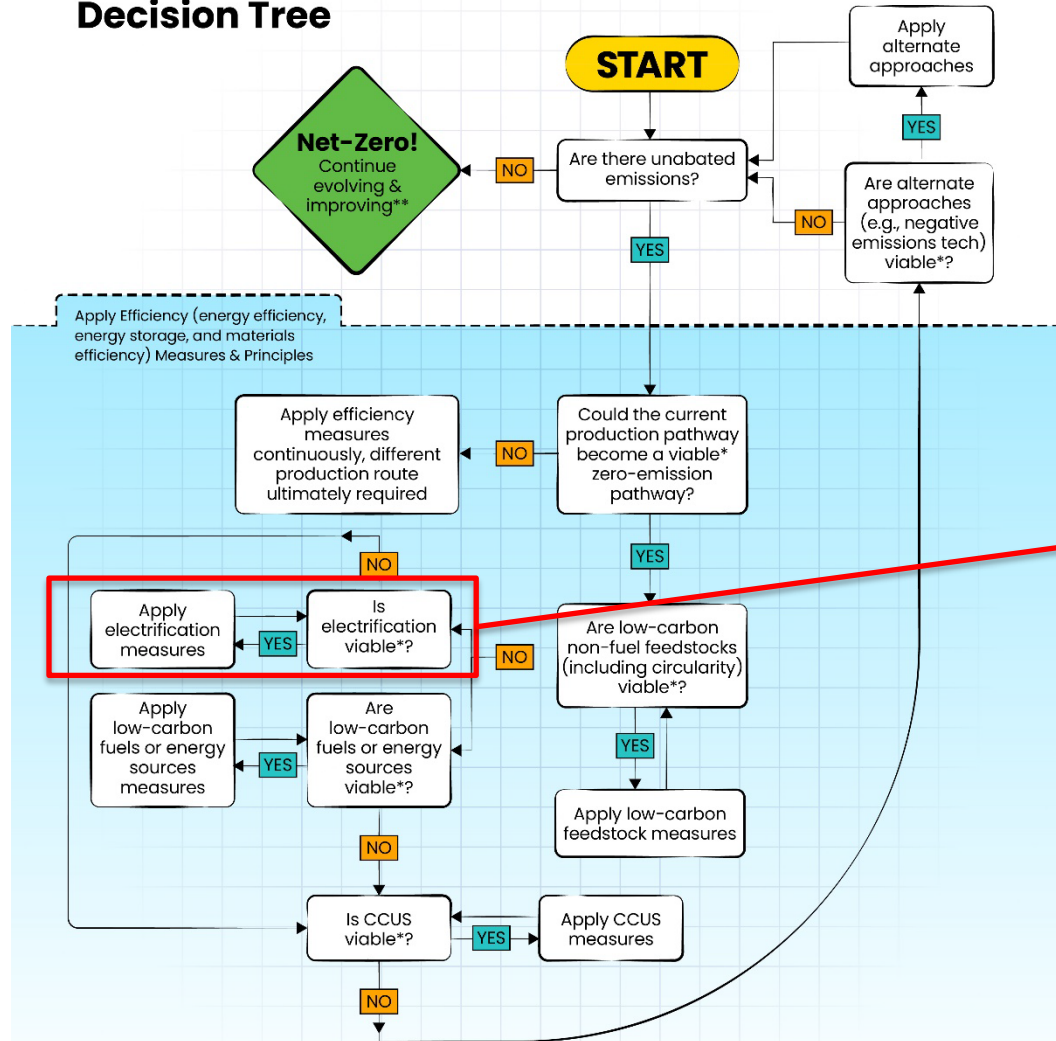 Decision Tree
START
Apply
alternate
approaches
YES
Net-Zero!
Continue
evolving &
improving**
NO
Are there unabated
emissions?
NO
Are alternate
approaches
(e.g., negative
emissions tech)
viable*?
YES
Apply Efficiency (energy efficiency,
energy storage, and materials
efficiency) Measures & Principles
Apply efficiency
measures
continuously, different
production route
ultimately required
NO
Could the current
production pathway
become a viable*
zero-emission
pathway?
YES
NO
Apply
electrification
measures
YES
Is
electrification
viable*?
NO
Are low-carbon
non-fuel feedstocks
(including circularity)
viable*?
Apply
low-carbon
fuels or energy
sources
measures
YES
Are
low-carbon
fuels or energy
sources
viable*?
YES
Apply low-carbon
feedstock measures
NO
Is CCUS
viable*?
YES
Apply CCUS
measures
NO